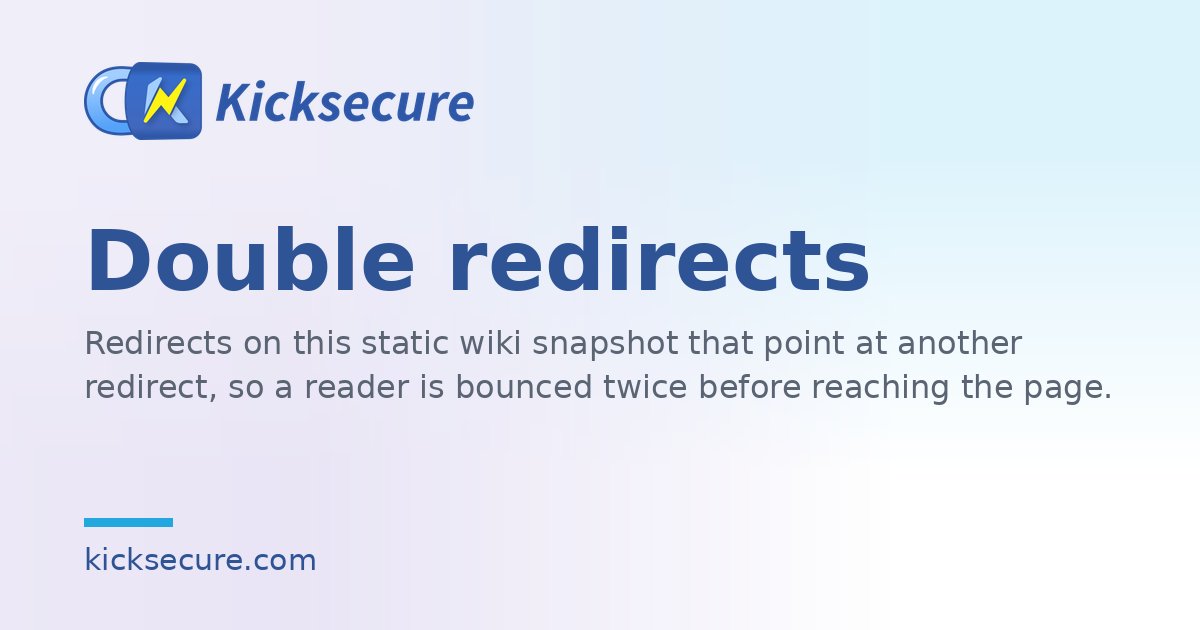 Kicksecure
Double redirects
Redirects on this static wiki snapshot that point at another
redirect, so a reader is bounced twice before reaching the page.
kicksecure.com